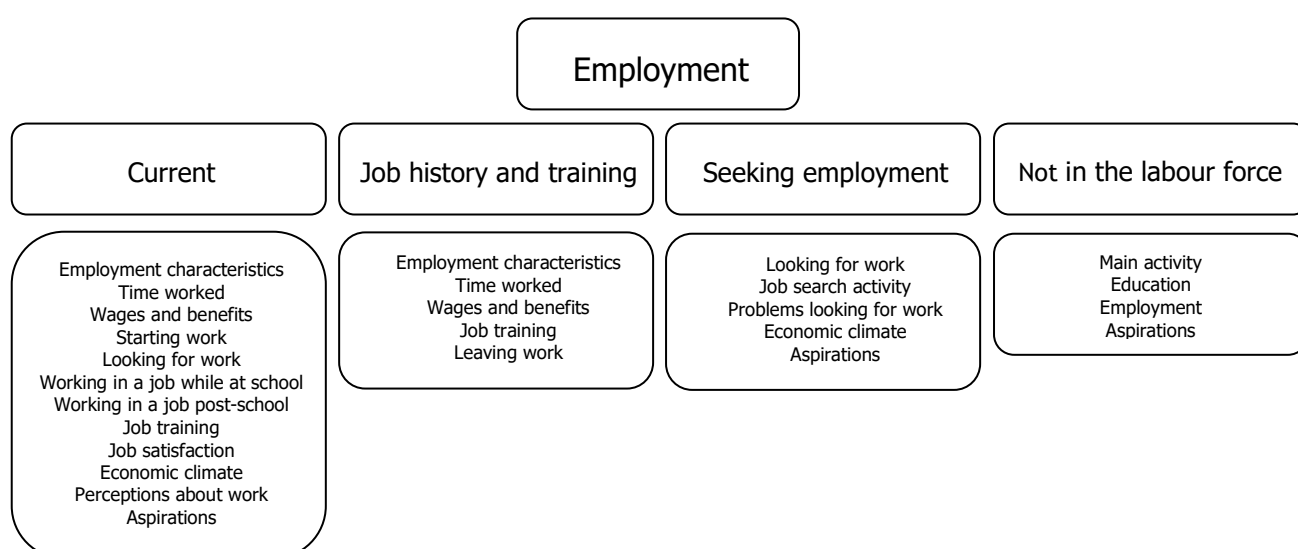 Employment
Current
Job history and training
Seeking employment
Not in the labour force
Employment characteristics
Time worked
Wages and benefits
Starting work
Looking for work
Working in a job while at school
Working in a job post-school
Job training
Job satisfaction
Economic climate
Perceptions about work
Aspirations
Employment characteristics
Time worked
Wages and benefits
Job training
Leaving work
Looking for work
Job search activity
Problems looking for work
Economic climate
Aspirations
Main activity
Education
Employment
Aspirations